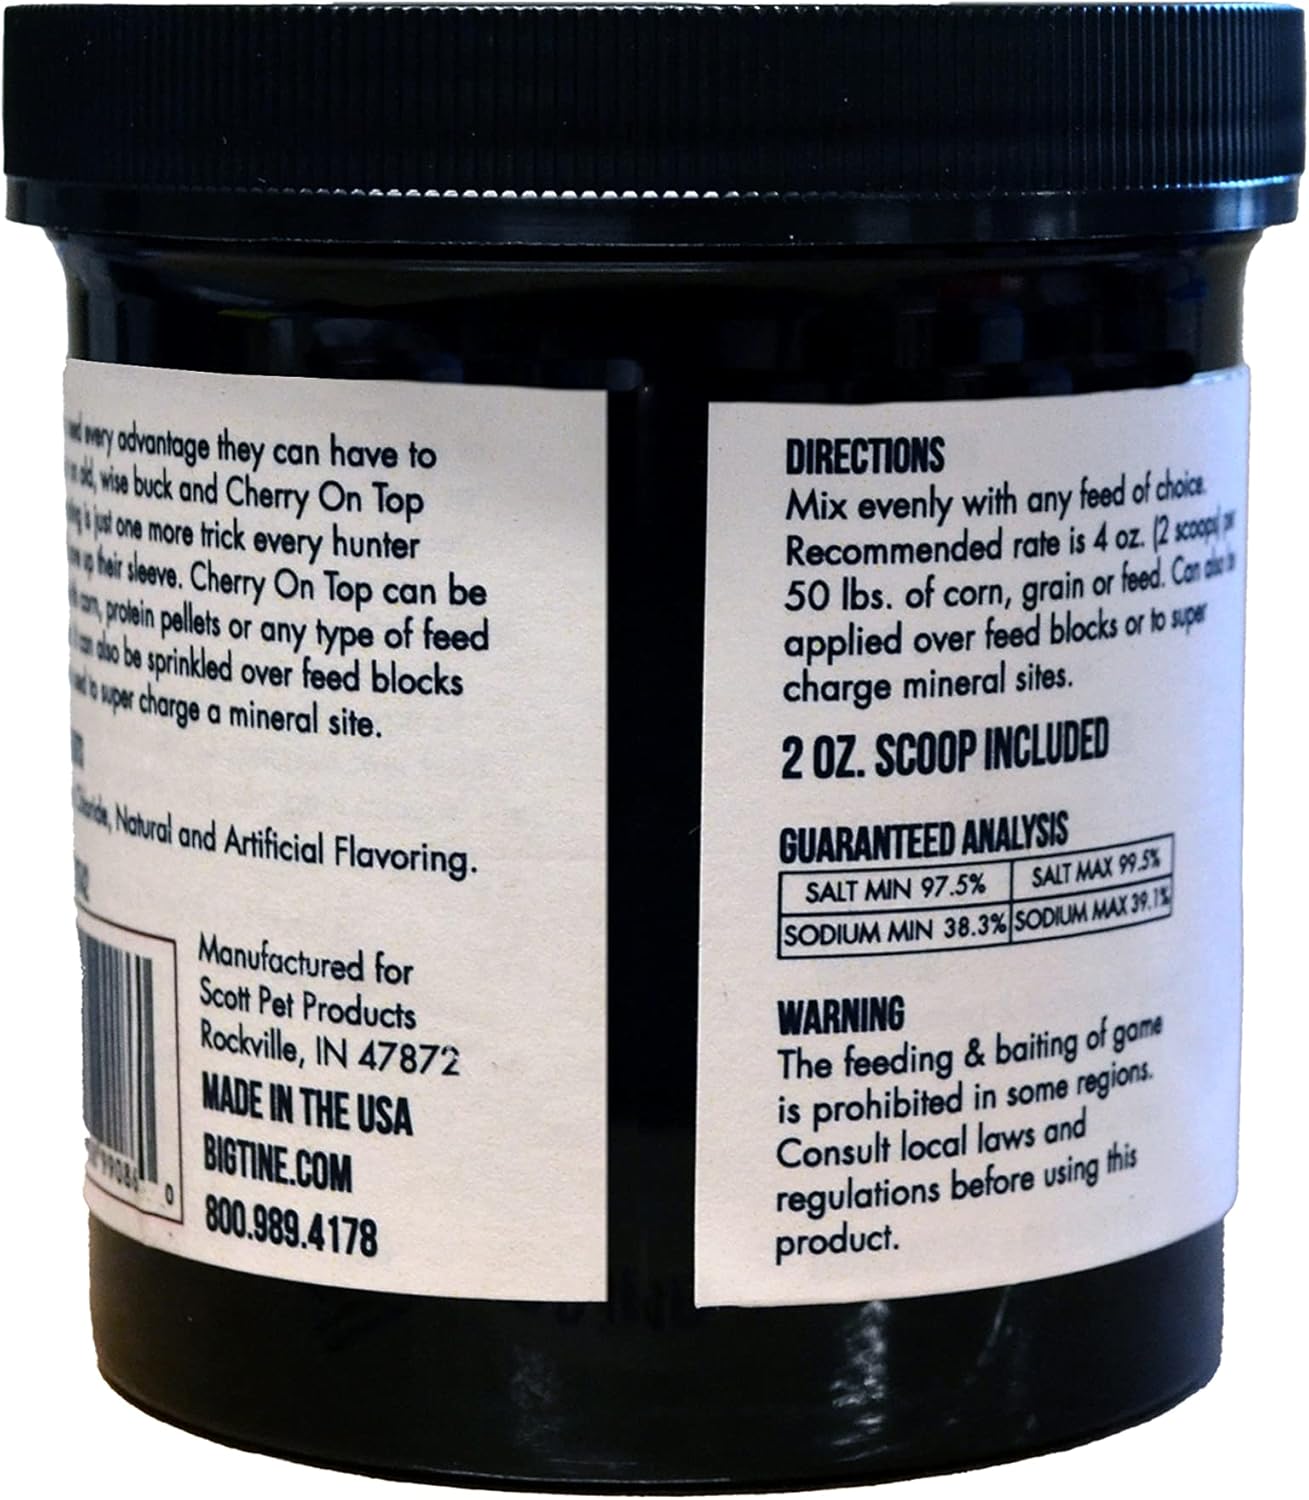 every advantage they can have to
old, wise buck and Cherry On Top
is just one more trick every hunter
up their sleeve. Cherry On Top can be
corn, protein pellets or any type of feed
can also be sprinkled over feed blocks
to super charge a mineral site.
Natural and Artificial Flavoring.
Manufactured for
Scott Pet Products
Rockville, IN 47872
MADE IN THE USA
BIGTINE.COM
800.989.4178
99086 0
DIRECTIONS
Mix evenly with any feed of choice.
Recommended rate is 4 oz. (2 scoops) per
50 lbs. of corn, grain or feed. Can also be
applied over feed blocks or to super
charge mineral sites.
2 OZ. SCOOP INCLUDED
GUARANTEED ANALYSIS
SALT MIN 97.5% SALT MAX 99.5%
SODIUM MIN 38.3% SODIUM MAX 39.1%
WARNING
The feeding & baiting of game
is prohibited in some regions.
Consult local laws and
regulations before using this
product.